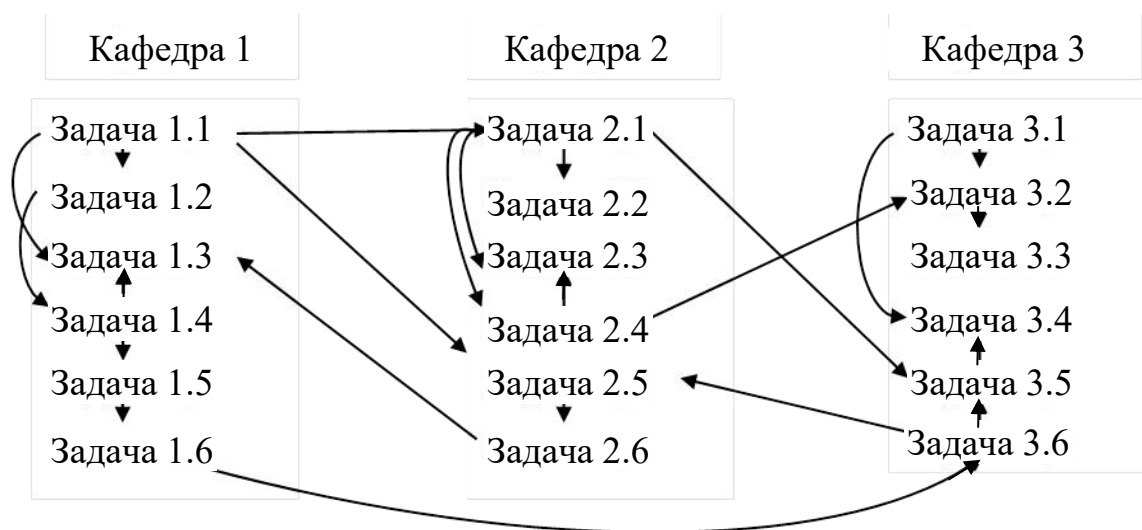 Кафедра 1
Кафедра 2
Кафедра 3
Задача 1.1
Задача 1.2
Задача 1.3
Задача 1.4
Задача 1.5
Задача 1.6
Задача 2.1
Задача 2.2
Задача 2.3
Задача 2.4
Задача 2.5
Задача 2.6
Задача 3.1
Задача 3.2
Задача 3.3
Задача 3.4
Задача 3.5
Задача 3.6